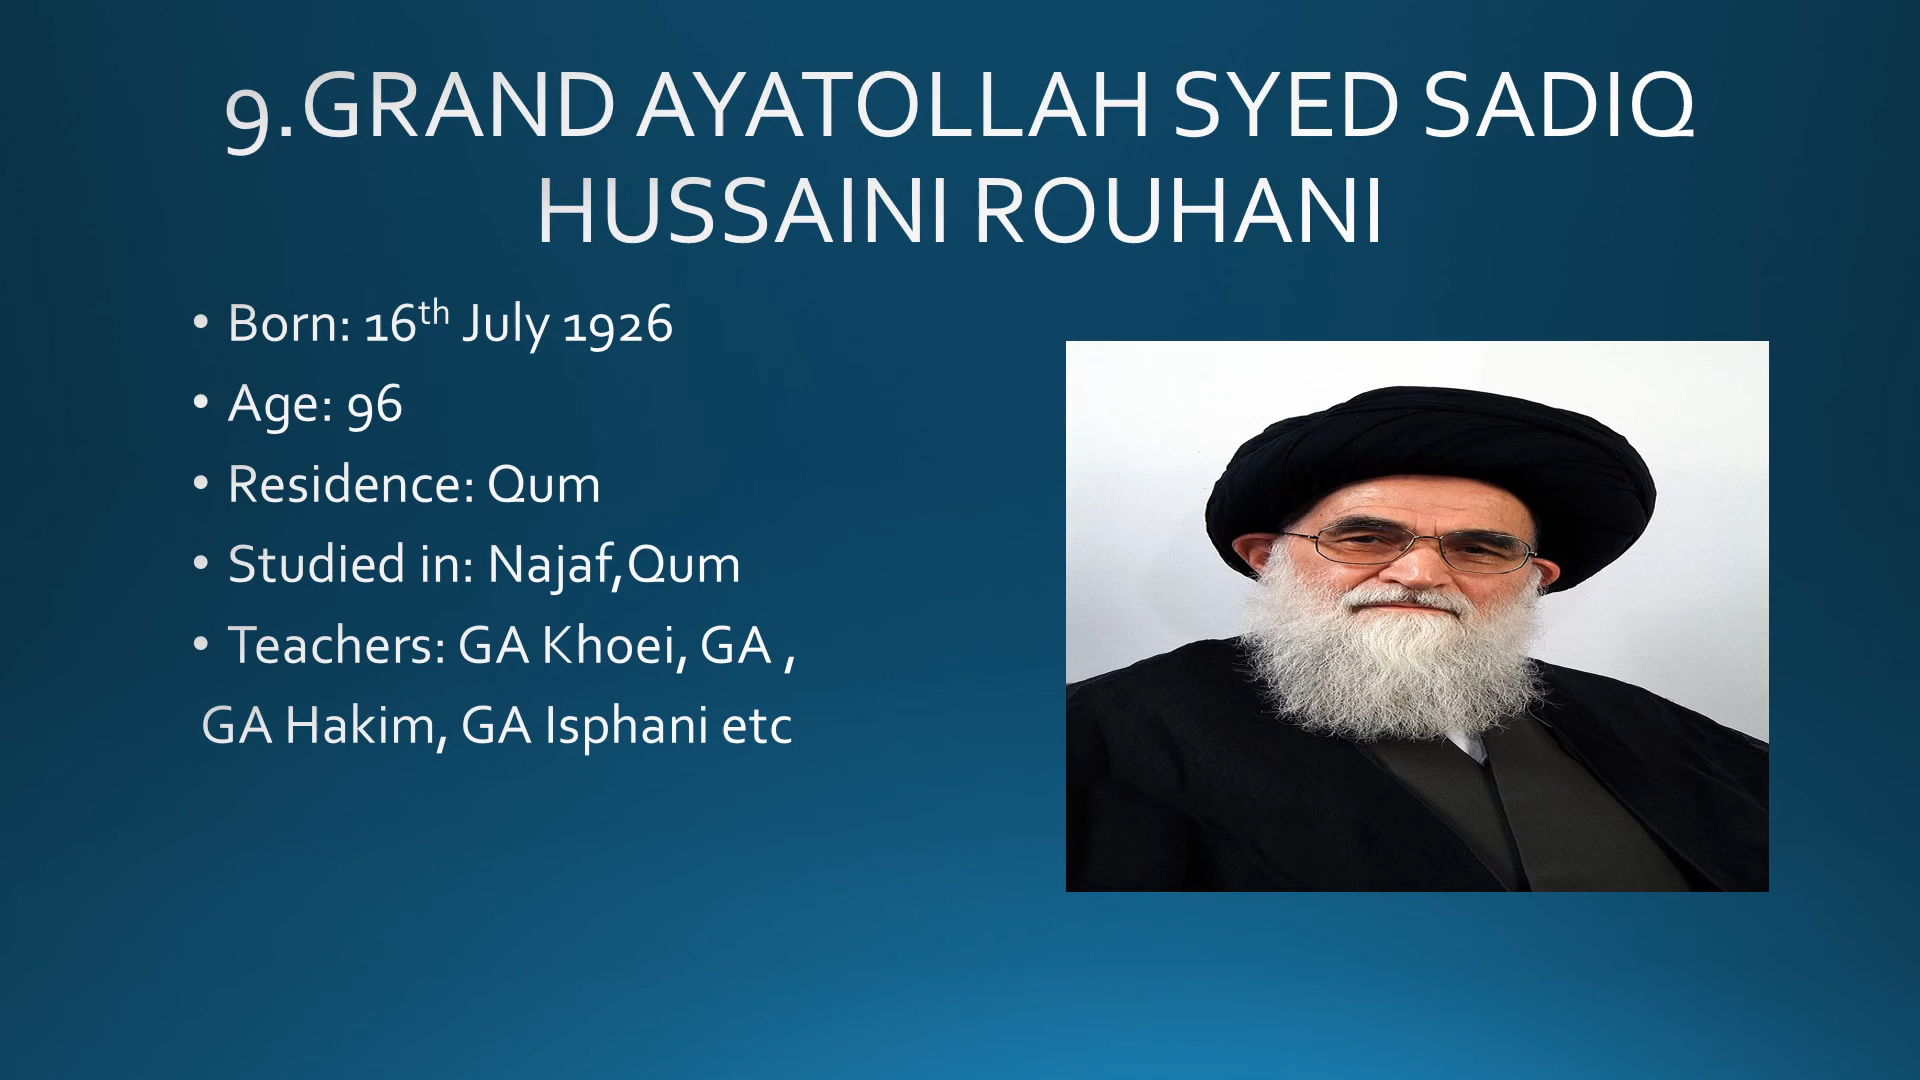 9.GRAND AYATOLLAH SYED SADIQ
HUSSAINI ROUHANI
• Born: 16th July 1926
• Age: 96
• Residence: Qum
• Studied in: Najaf,Qum
• Teachers: GA Khoei, GA ,
GA Hakim, GA Isphani etc